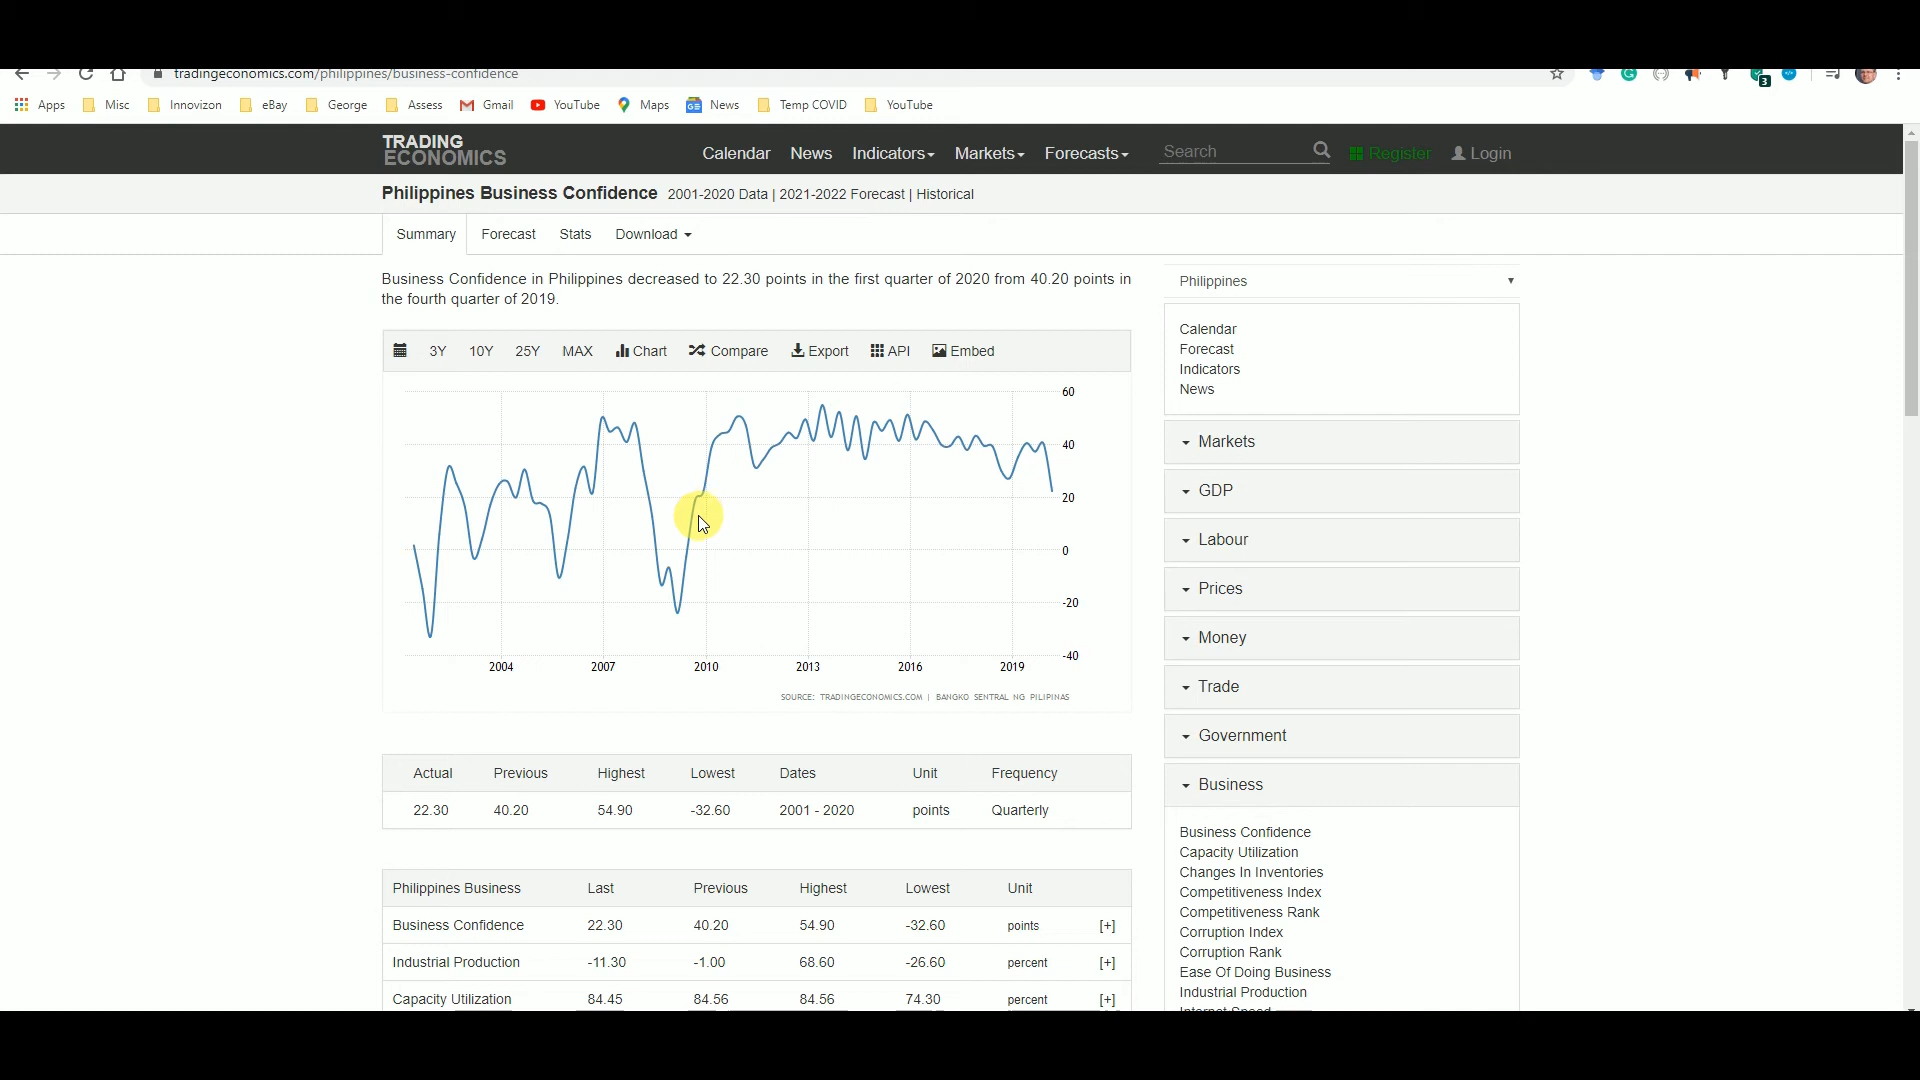 tradingeconomics.com/philippines/business-confidence
Apps Misc Innovizon eBay George Assess Gmail YouTube Maps News Temp COVID YouTube
3
TRADING
ECONOMICS
Calendar News Indicators Markets Forecasts Search Register Login
Philippines Business Confidence 2001-2020 Data | 2021-2022 Forecast | Historical
Summary Forecast Stats Download
Business Confidence in Philippines decreased to 22.30 points in the first quarter of 2020 from 40.20 points in
the fourth quarter of 2019.
3Y 10Y 25Y MAX Chart Compare Export API Embed
60
40
20
0
-20
-40
2004 2007 2010 2013 2016 2019
SOURCE: TRADINGECONOMICS.COM | BANGKO SENTRAL NG PILIPINAS
Actual Previous Highest Lowest Dates Unit Frequency
22.30 40.20 54.90 -32.60 2001 - 2020 points Quarterly
Philippines Business Last Previous Highest Lowest Unit
Business Confidence 22.30 40.20 54.90 -32.60 points [+]
Industrial Production -11.30 -1.00 68.60 -26.60 percent [+]
Capacity Utilization 84.45 84.56 84.56 74.30 percent [+]
Philippines
Calendar
Forecast
Indicators
News
Markets
GDP
Labour
Prices
Money
Trade
Government
Business
Business Confidence
Capacity Utilization
Changes In Inventories
Competitiveness Index
Competitiveness Rank
Corruption Index
Corruption Rank
Ease Of Doing Business
Industrial Production